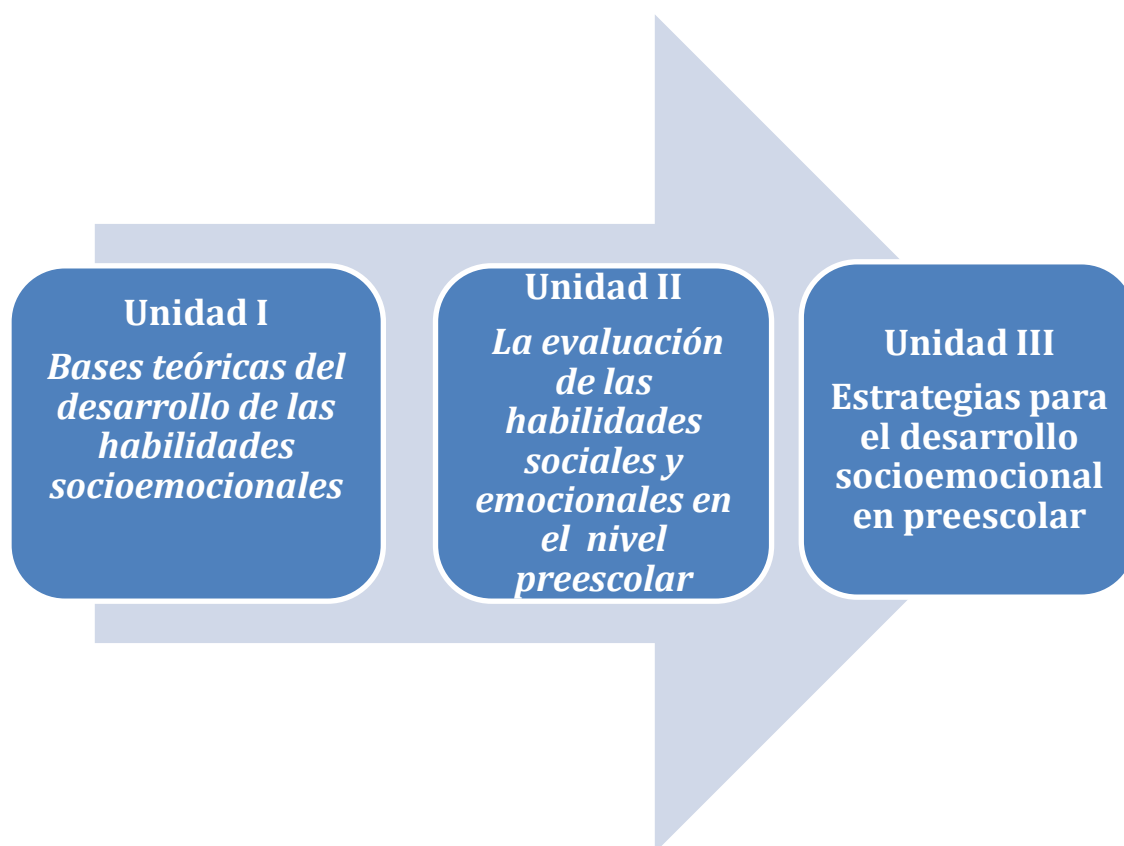 Unidad I
Bases teóricas del
desarrollo de las
habilidades
socioemocionales
Unidad II
La evaluación
de las
habilidades
sociales y
emocionales en
el nivel
preescolar
Unidad III
Estrategias para
el desarrollo
socioemocional
en preescolar